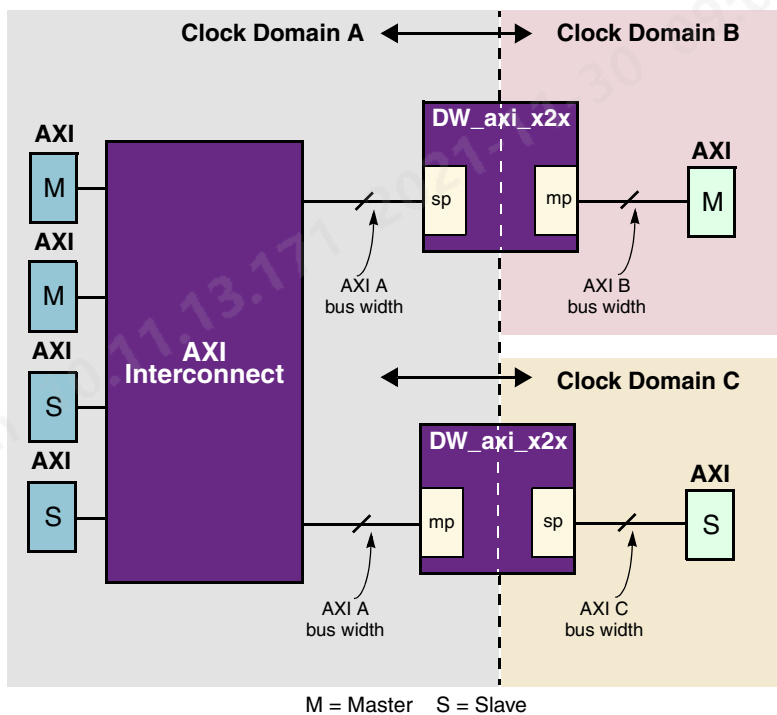 Clock Domain A
Clock Domain B
DW_axi_x2x
AXI
M
AXI
M
AXI
S
AXI
S
AXI
Interconnect
sp
mp
AXI
M
AXI A
bus width
AXI B
bus width
Clock Domain C
DW_axi_x2x
mp
sp
AXI
S
AXI A
bus width
AXI C
bus width
M = Master S = Slave